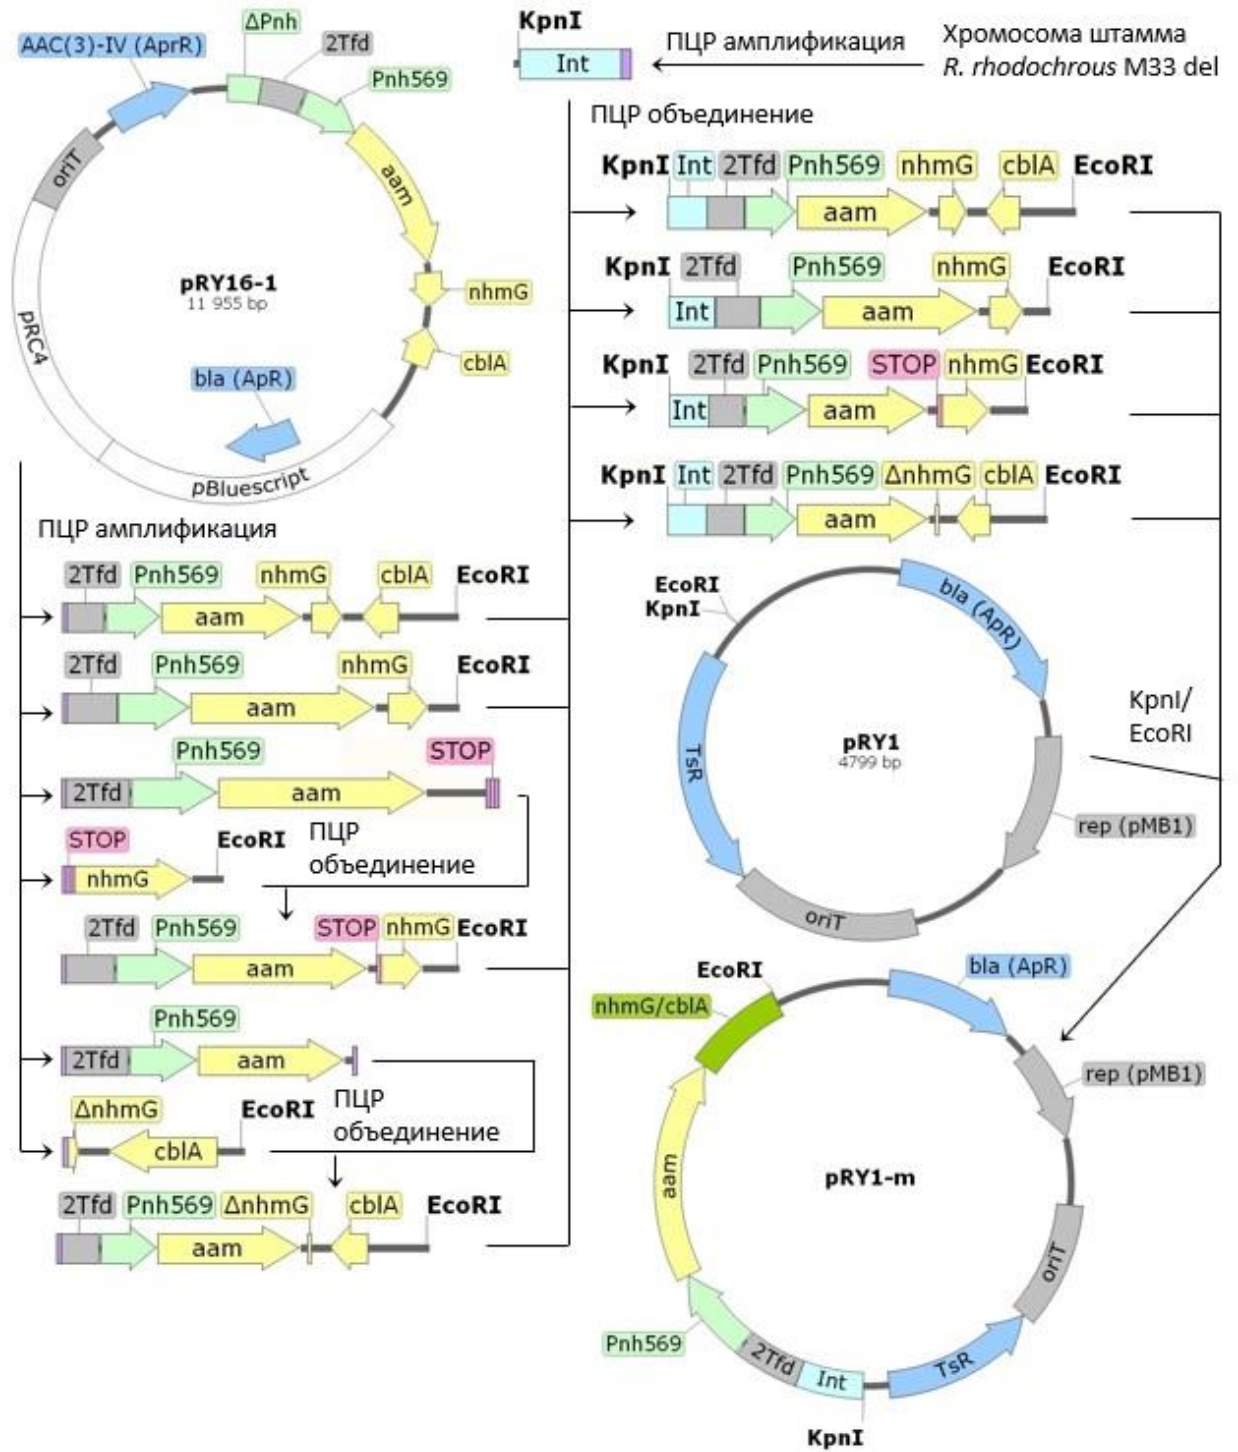 AAC(3)-IV (AprR)
ΔPnh
2Tfd
Pnh569
oriT
aam
pRY16-1
11 955 bp
nhmG
cblA
pRC4
bla (ApR)
pBluescript
KpnI
Int
ПЦР амплификация
Хромосома штамма
R. rhodochrous M33 del
ПЦР объединение
KpnI Int 2Tfd Pnh569 nhmG cblA EcoRI
aam
KpnI 2Tfd Pnh569 nhmG EcoRI
Int aam
KpnI 2Tfd Pnh569 STOP nhmG EcoRI
Int aam
KpnI Int 2Tfd Pnh569 ΔnhmG cblA EcoRI
aam
ПЦР амплификация
2Tfd Pnh569 nhmG cblA EcoRI
aam
2Tfd Pnh569 nhmG EcoRI
aam
Pnh569 STOP
2Tfd aam
STOP EcoRI
nhmG
ПЦР
объединение
2Tfd Pnh569 STOP nhmG EcoRI
aam
Pnh569
2Tfd aam
ΔnhmG EcoRI
cblA
ПЦР
объединение
2Tfd Pnh569 ΔnhmG cblA EcoRI
aam
EcoRI
KpnI
bla (ApR)
TsR
pRY1
4799 bp
rep (pMB1)
oriT
KpnI/
EcoRI
EcoRI
bla (ApR)
nhmG/cblA
rep (pMB1)
aam
pRY1-m
oriT
Pnh569
2Tfd
Int
TsR
KpnI